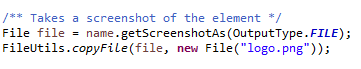 /** Takes a screenshot of the element */
File file = name.getScreenshotAs(OutputType.FILE);
FileUtils.copyFile(file, new File("logo.png"));